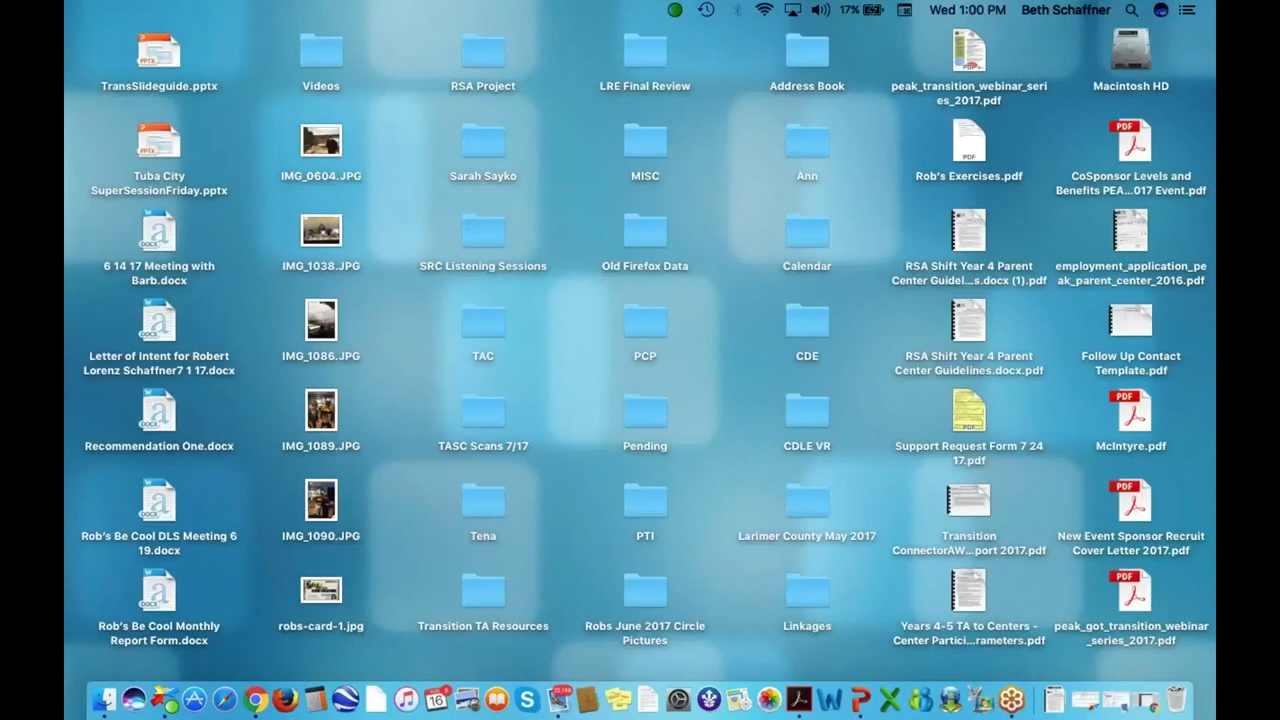 17% Wed 1:00 PM Beth Schaffner
TransSlideguide.pptx
Videos
RSA Project
LRE Final Review
Address Book
peak_transition_webinar_seri
es_2017.pdf
Macintosh HD
Tuba City
SuperSessionFriday.pptx
IMG_0604.JPG
Sarah Sayko
MISC
Ann
Rob's Exercises.pdf
CoSponsor Levels and
Benefits PEA...017 Event.pdf
6 14 17 Meeting with
Barb.docx
IMG_1038.JPG
SRC Listening Sessions
Old Firefox Data
Calendar
RSA Shift Year 4 Parent
Center Guidel...s.docx (1).pdf
employment_application_pe
ak_parent_center_2016.pdf
Letter of Intent for Robert
Lorenz Schaffner7 1 17.docx
IMG_1086.JPG
TAC
PCP
CDE
RSA Shift Year 4 Parent
Center Guidelines.docx.pdf
Follow Up Contact
Template.pdf
Recommendation One.docx
IMG_1089.JPG
TASC Scans 7/17
Pending
CDLE VR
Support Request Form 7 24
17.pdf
McIntyre.pdf
Rob's Be Cool DLS Meeting 6
19.docx
IMG_1090.JPG
Tena
PTI
Larimer County May 2017
Transition
ConnectorAW...port 2017.pdf
New Event Sponsor Recruit
Cover Letter 2017.pdf
Rob's Be Cool Monthly
Report Form.docx
robs-card-1.jpg
Transition TA Resources
Robs June 2017 Circle
Pictures
Linkages
Years 4-5 TA to Centers -
Center Partici...rameters.pdf
peak_got_transition_webinar
_series_2017.pdf